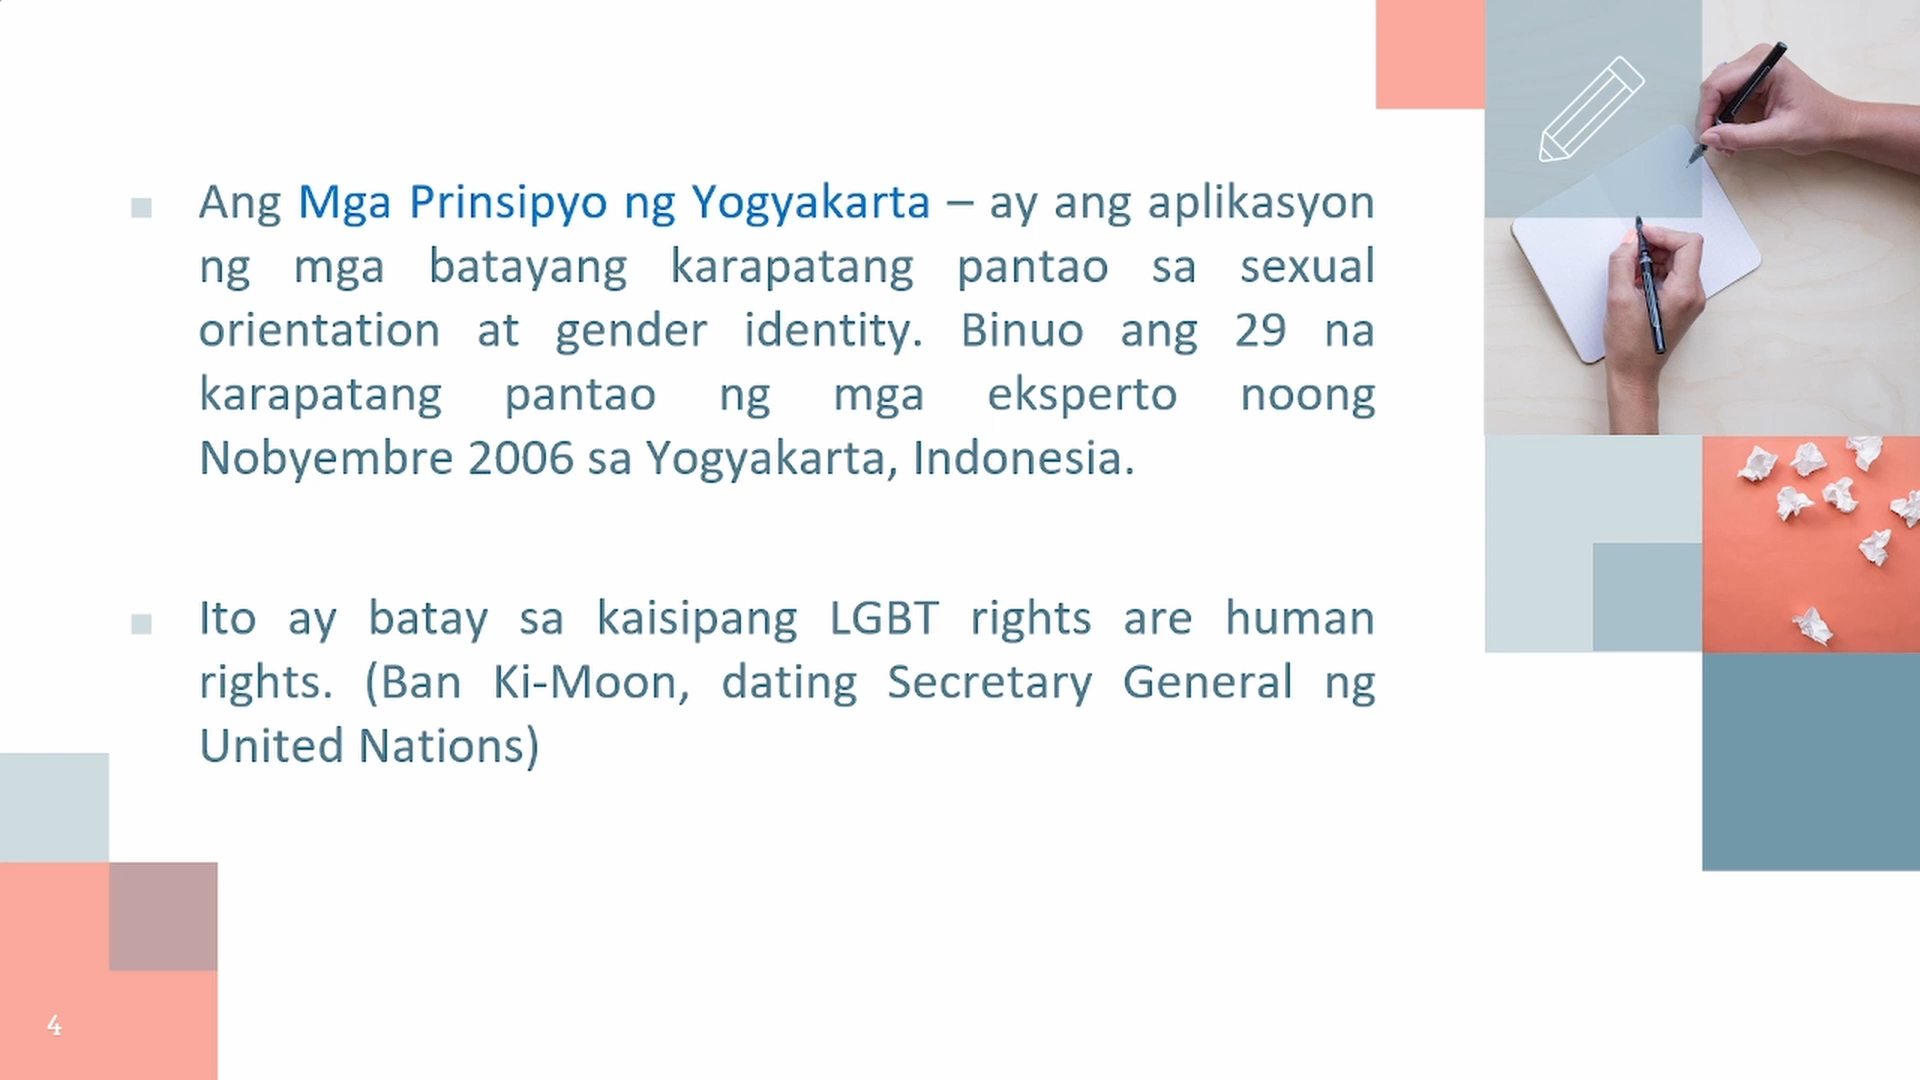 Ang Mga Prinsipyo ng Yogyakarta – ay ang aplikasyon
ng mga batayang karapatang pantao sa sexual
orientation at gender identity. Binuo ang 29 na
karapatang pantao ng mga eksperto noong
Nobyembre 2006 sa Yogyakarta, Indonesia.
Ito ay batay sa kaisipang LGBT rights are human
rights. (Ban Ki-Moon, dating Secretary General ng
United Nations)
4